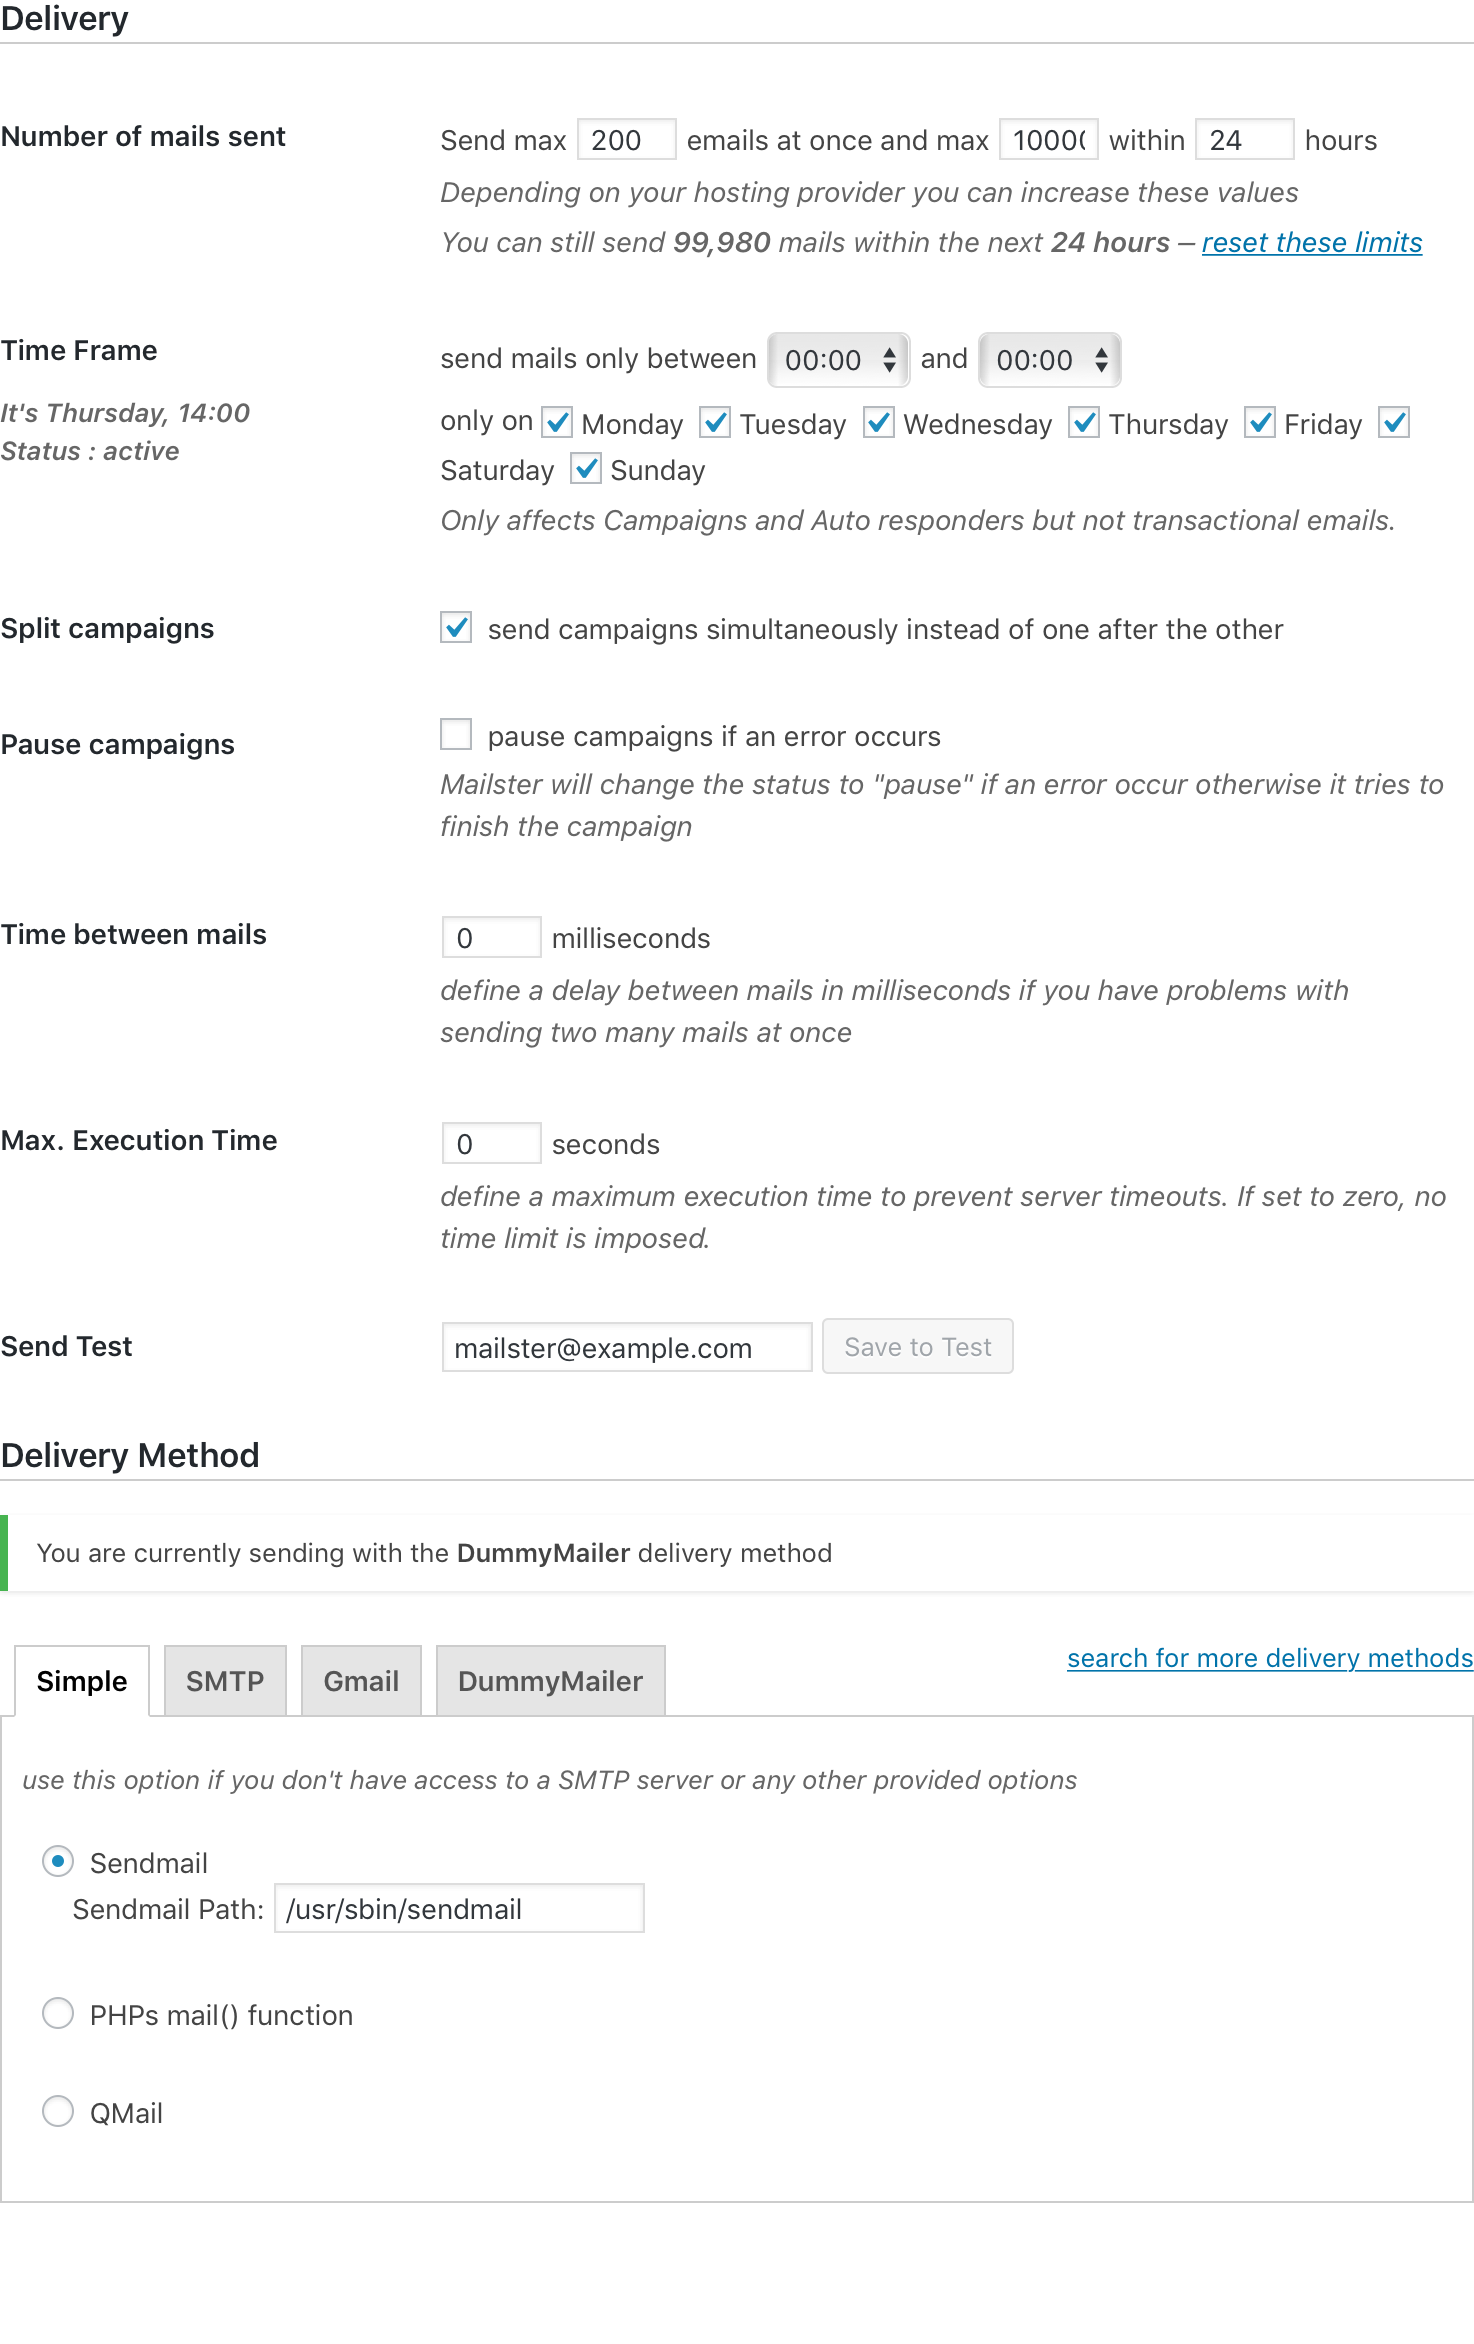 Delivery
Number of mails sent
Send max 200 emails at once and max 1000 within 24 hours
Depending on your hosting provider you can increase these values
You can still send 99,980 mails within the next 24 hours – reset these limits
Time Frame
send mails only between 00:00 and 00:00
It's Thursday, 14:00
Status : active
only on Monday Tuesday Wednesday Thursday Friday
Saturday Sunday
Only affects Campaigns and Auto responders but not transactional emails.
Split campaigns
send campaigns simultaneously instead of one after the other
Pause campaigns
pause campaigns if an error occurs
Mailster will change the status to "pause" if an error occur otherwise it tries to
finish the campaign
Time between mails
0 milliseconds
define a delay between mails in milliseconds if you have problems with
sending two many mails at once
Max. Execution Time
0 seconds
define a maximum execution time to prevent server timeouts. If set to zero, no
time limit is imposed.
Send Test
mailster@example.com Save to Test
Delivery Method
You are currently sending with the DummyMailer delivery method
search for more delivery methods
Simple SMTP Gmail DummyMailer
use this option if you don't have access to a SMTP server or any other provided options
Sendmail
Sendmail Path: /usr/sbin/sendmail
PHPs mail() function
QMail